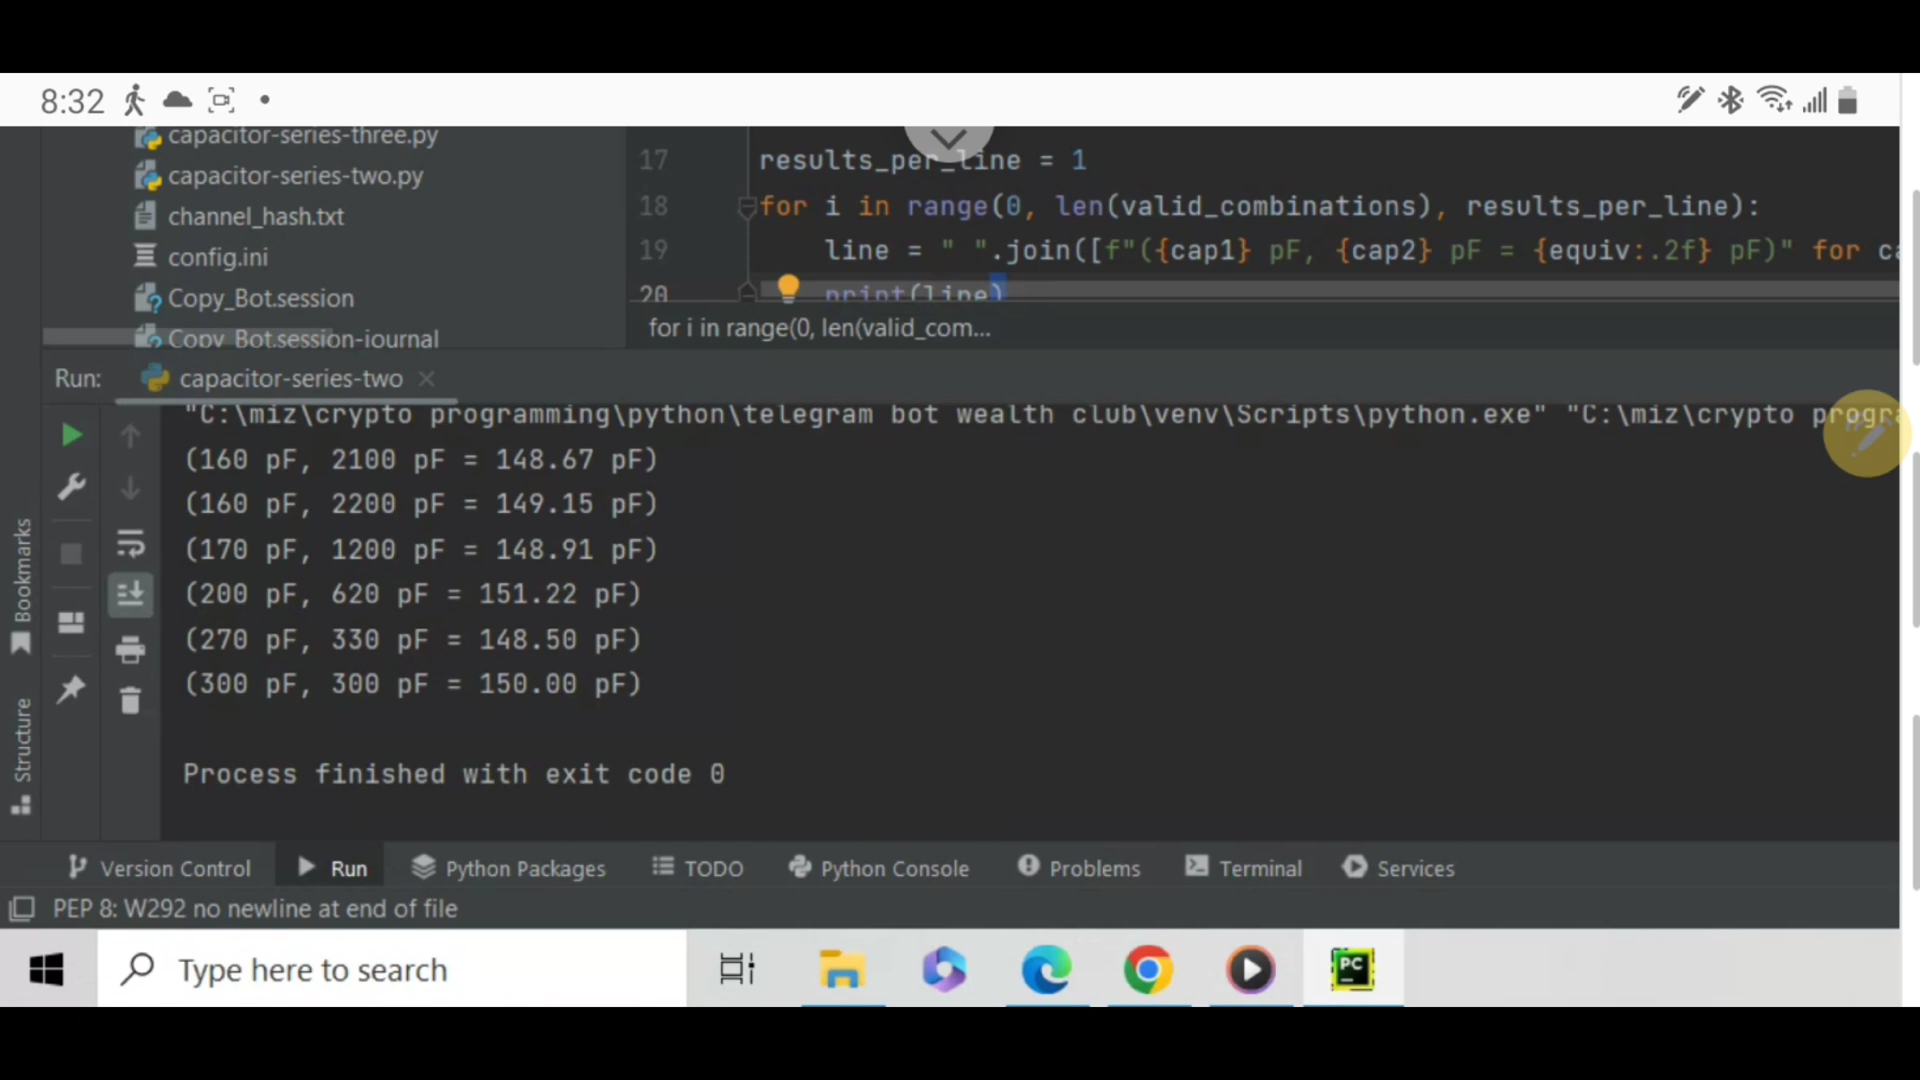 8:32
capacitor-series-three.py
capacitor-series-two.py
channel_hash.txt
config.ini
Copy_Bot.session
Copy_Bot.session-journal
17 results_per_line = 1
18 for i in range(0, len(valid_combinations), results_per_line):
19 line = " ".join([f"({cap1} pF, {cap2} pF = {equiv:.2f} pF)" for ca
20 print(line)
for i in range(0, len(valid_com...
Run: capacitor-series-two
"C:\miz\crypto programming\python\telegram bot wealth club\venv\Scripts\python.exe" "C:\miz\crypto progra
(160 pF, 2100 pF = 148.67 pF)
(160 pF, 2200 pF = 149.15 pF)
(170 pF, 1200 pF = 148.91 pF)
(200 pF, 620 pF = 151.22 pF)
(270 pF, 330 pF = 148.50 pF)
(300 pF, 300 pF = 150.00 pF)
Process finished with exit code 0
Bookmarks
Structure
Version Control Run Python Packages TODO Python Console Problems Terminal Services
PEP 8: W292 no newline at end of file
Type here to search
PC